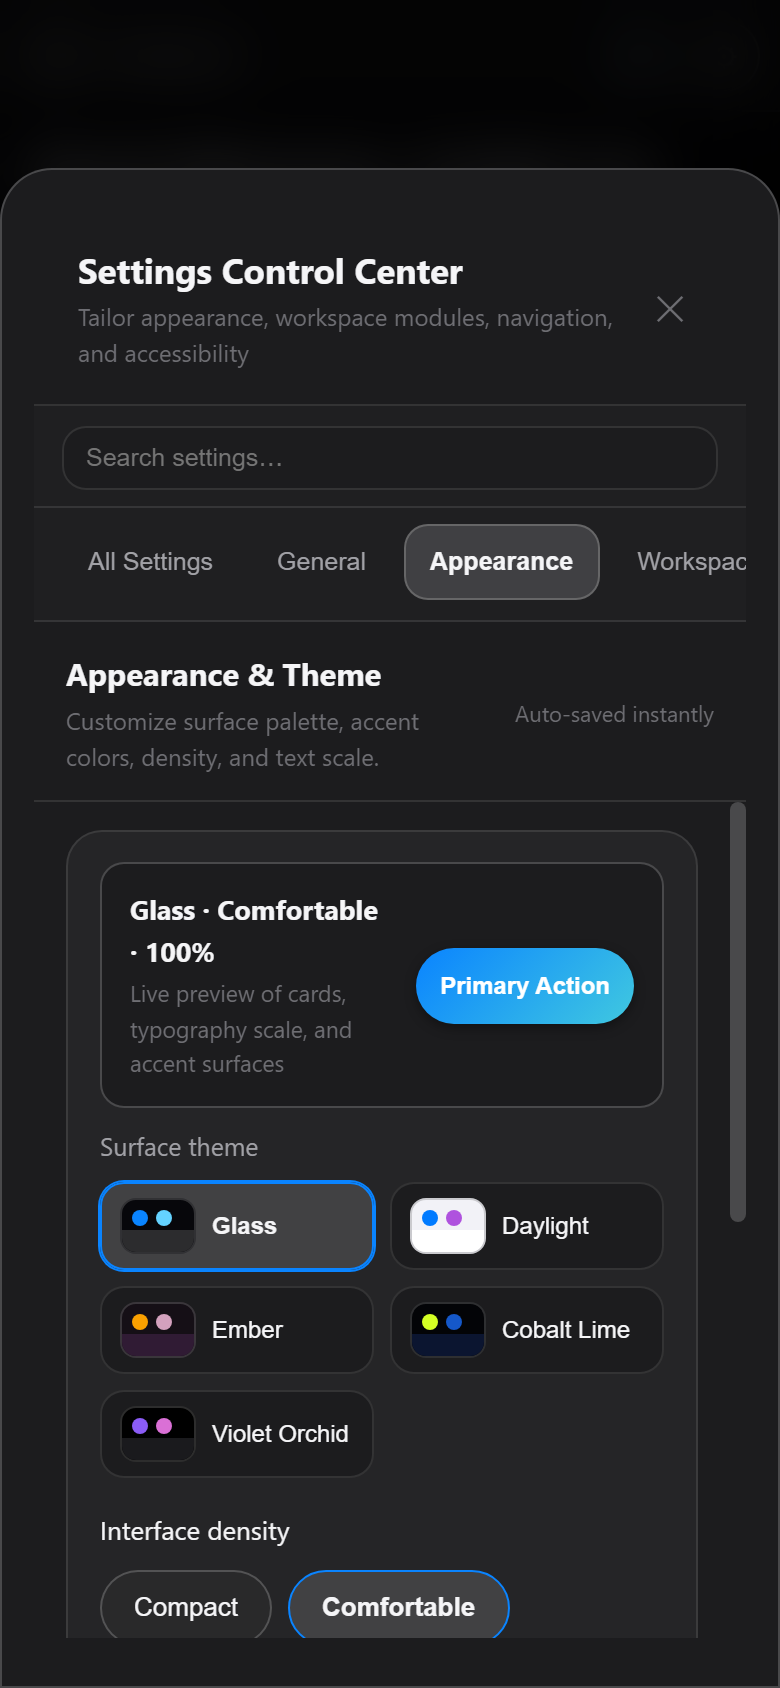 Settings Control Center
Tailor appearance, workspace modules, navigation,
and accessibility
Search settings...
All Settings
General
Appearance
Workspac
Appearance & Theme
Customize surface palette, accent
colors, density, and text scale.
Auto-saved instantly
Glass · Comfortable
· 100%
Live preview of cards,
typography scale, and
accent surfaces
Primary Action
Surface theme
Glass
Daylight
Ember
Cobalt Lime
Violet Orchid
Interface density
Compact
Comfortable